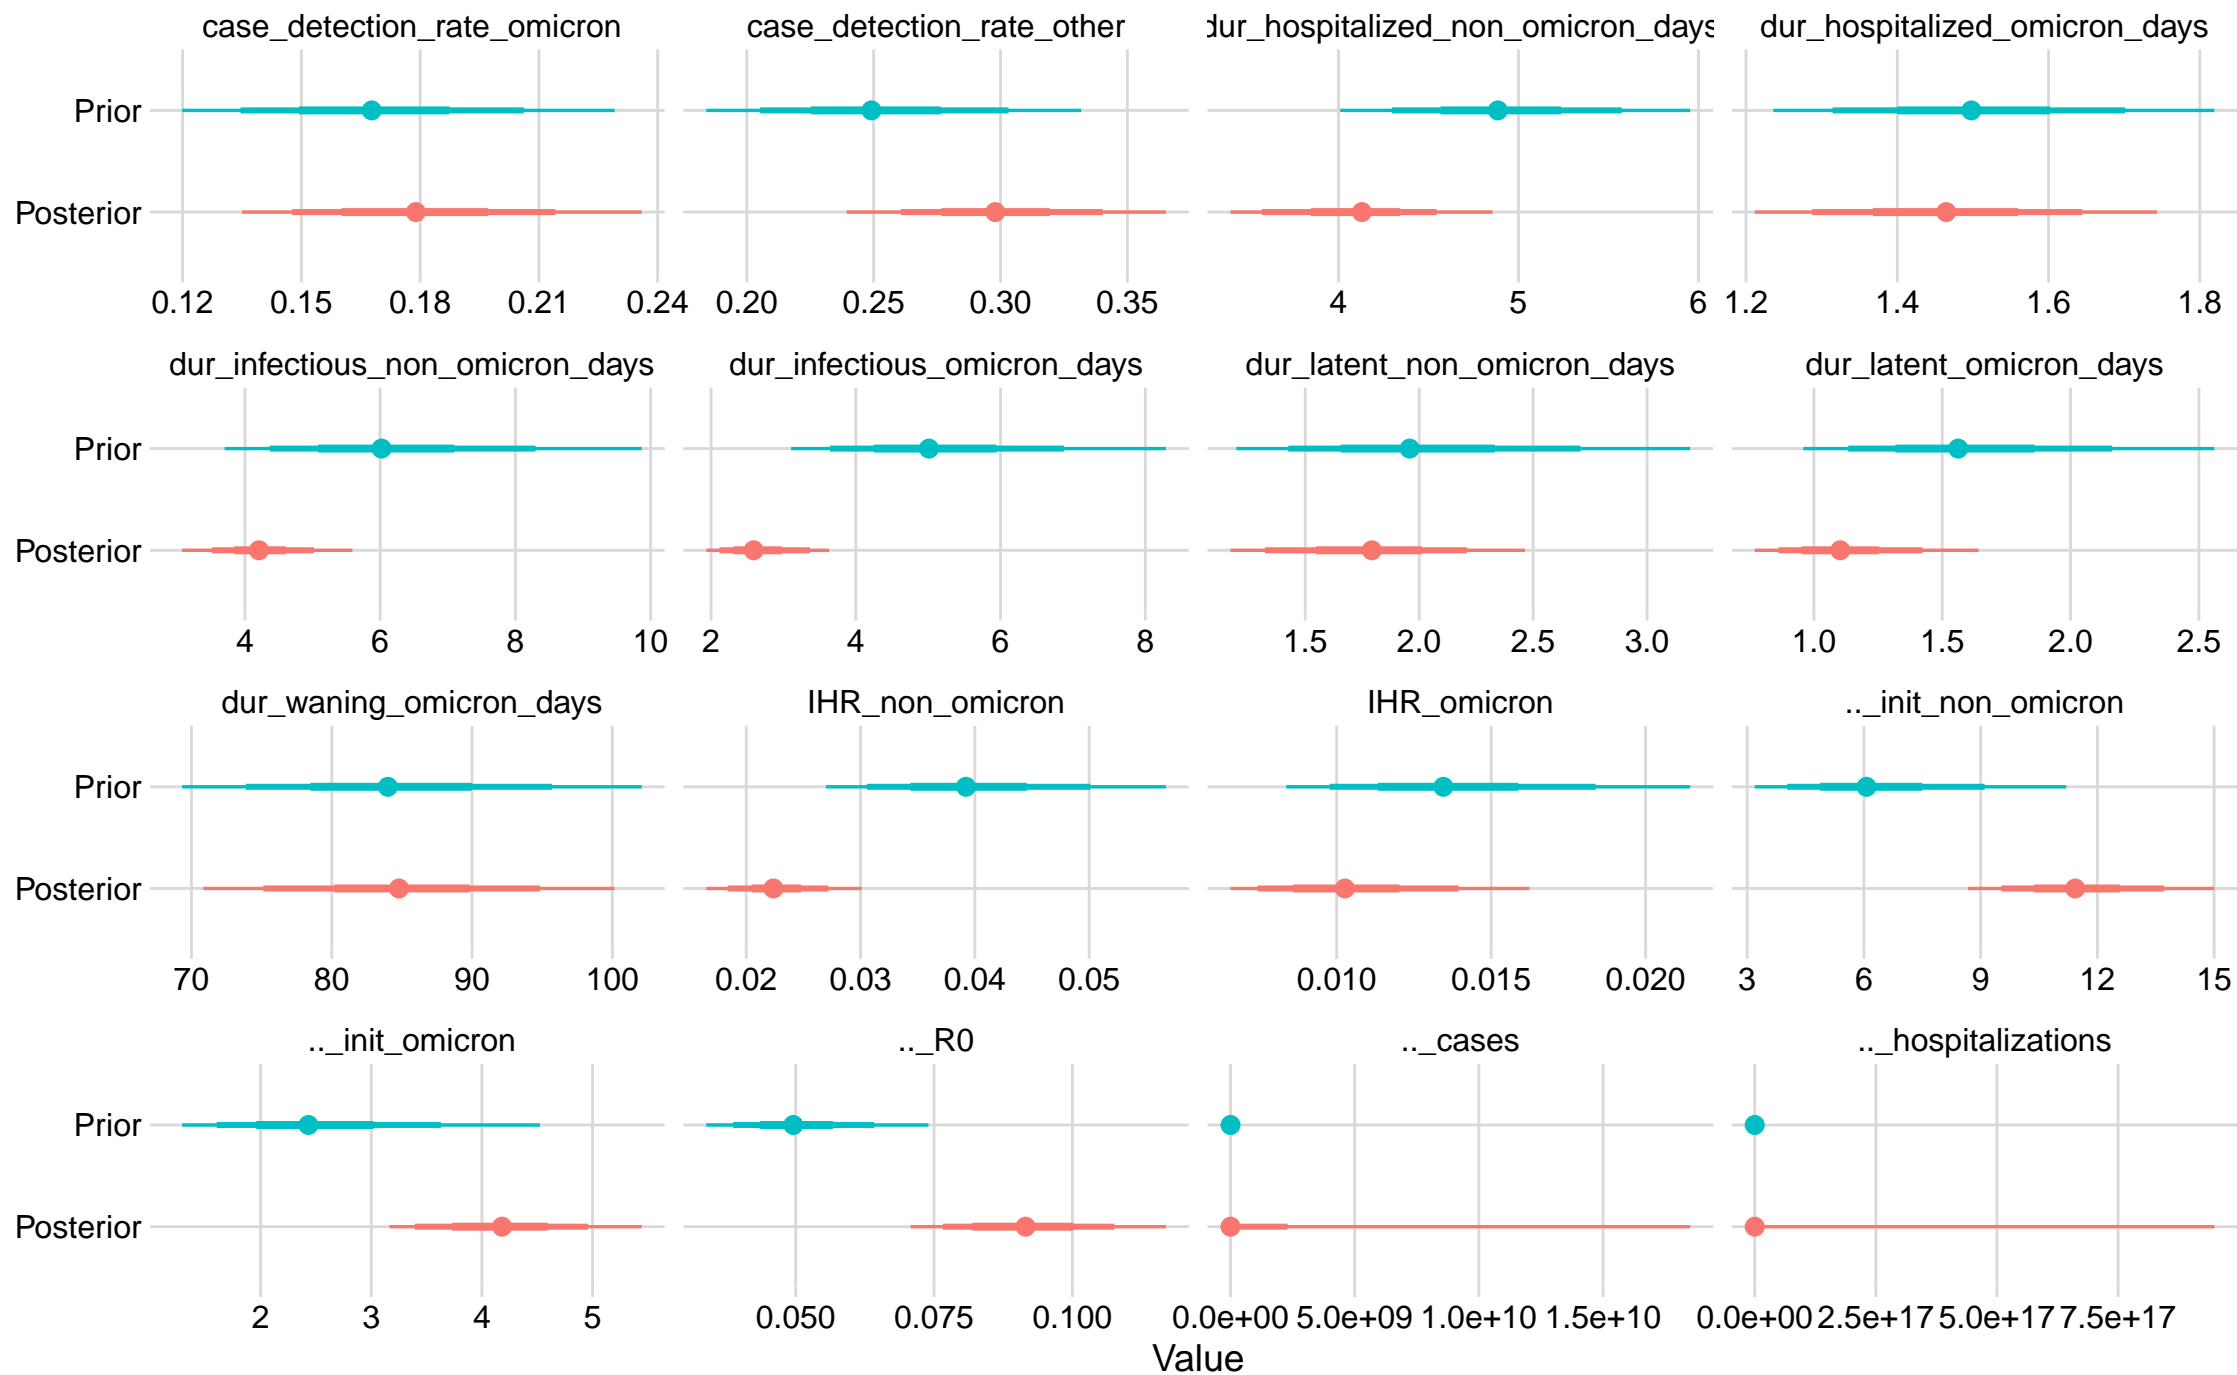 case_detection_rate_omicron case_detection_rate_other dur_hospitalized_non_omicron_days dur_hospitalized_omicron_days
Prior
Posterior
0.12 0.15 0.18 0.21 0.24 0.20 0.25 0.30 0.35 4 5 6 1.2 1.4 1.6 1.8
dur_infectious_non_omicron_days dur_infectious_omicron_days dur_latent_non_omicron_days dur_latent_omicron_days
Prior
Posterior
4 6 8 10 2 4 6 8 1.5 2.0 2.5 3.0 1.0 1.5 2.0 2.5
dur_waning_omicron_days IHR_non_omicron IHR_omicron .._init_non_omicron
Prior
Posterior
70 80 90 100 0.02 0.03 0.04 0.05 0.010 0.015 0.020 3 6 9 12 15
.._init_omicron .._R0 .._cases .._hospitalizations
Prior
Posterior
2 3 4 5 0.050 0.075 0.100 0.0e+00 5.0e+09 1.0e+10 1.5e+10 0.0e+00 2.5e+17 5.0e+17 7.5e+17
Value